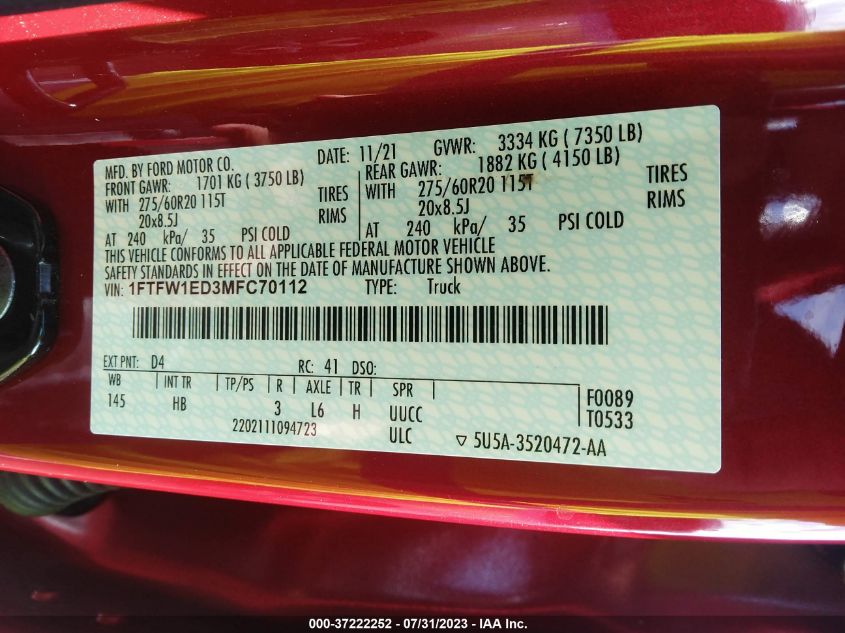 MFD. BY FORD MOTOR CO.
DATE: 11/21 GVWR: 3334 KG ( 7350 LB)
FRONT GAWR: 1701 KG ( 3750 LB)
REAR GAWR: 1882 KG ( 4150 LB)
WITH 275/60R20 115T TIRES
WITH 275/60R20 115T TIRES
20x8.5J RIMS
20x8.5J RIMS
AT 240 kPa/ 35 PSI COLD
AT 240 kPa/ 35 PSI COLD
THIS VEHICLE CONFORMS TO ALL APPLICABLE FEDERAL MOTOR VEHICLE
SAFETY STANDARDS IN EFFECT ON THE DATE OF MANUFACTURE SHOWN ABOVE.
VIN: 1FTFW1ED3MFC70112 TYPE: Truck
EXT PNT: D4 RC: 41 DSO:
WB INT TR TP/PS R AXLE TR SPR
145 HB 3 L6 H UUCC
F0089
T0533
2202111094723 ULC ▽ 5U5A-3520472-AA
000-37222252 / 07/31/2023 - IAA Inc.